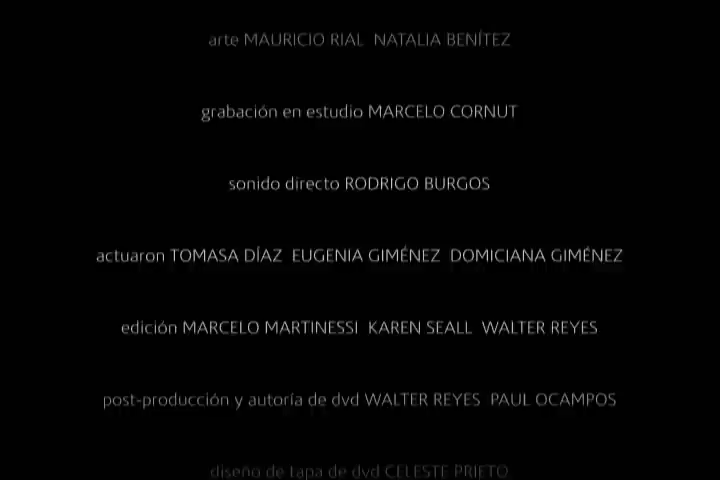 arte MAURICIO RIAL NATALIA BENÍTEZ
grabación en estudio MARCELO CORNUT
sonido directo RODRIGO BURGOS
actuaron TOMASA DÍAZ EUGENIA GIMÉNEZ DOMICIANA GIMÉNEZ
edición MARCELO MARTINESSI KAREN SEALL WALTER REYES
post-producción y autoría de dvd WALTER REYES PAUL OCAMPOS
diseño de tapa de dvd CELESTE PRIETO